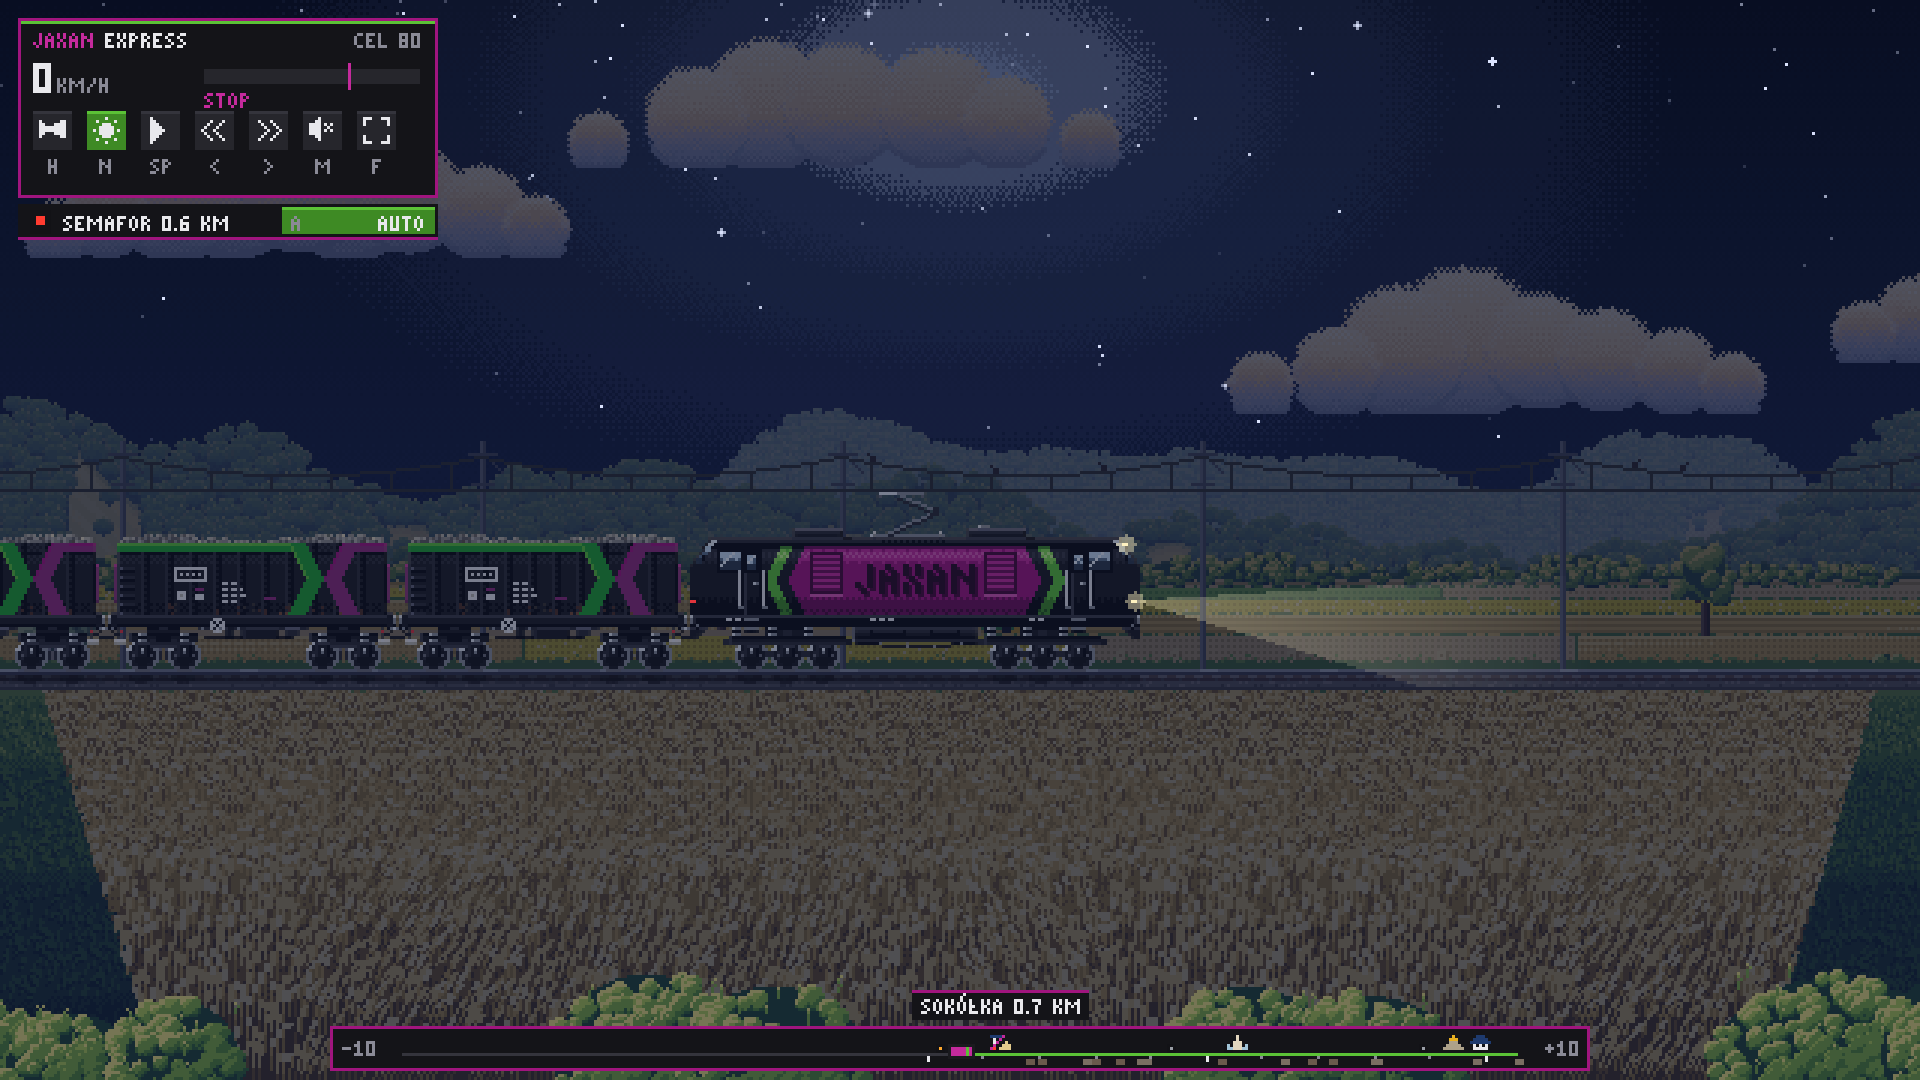 JAXAN EXPRESS CEL 80
0 KM/H
STOP
H N SP < > M F
SEMAFOR 0.6 KM A AUTO
JAXAN
SOKÓŁKA 0.7 KM
-10 +10